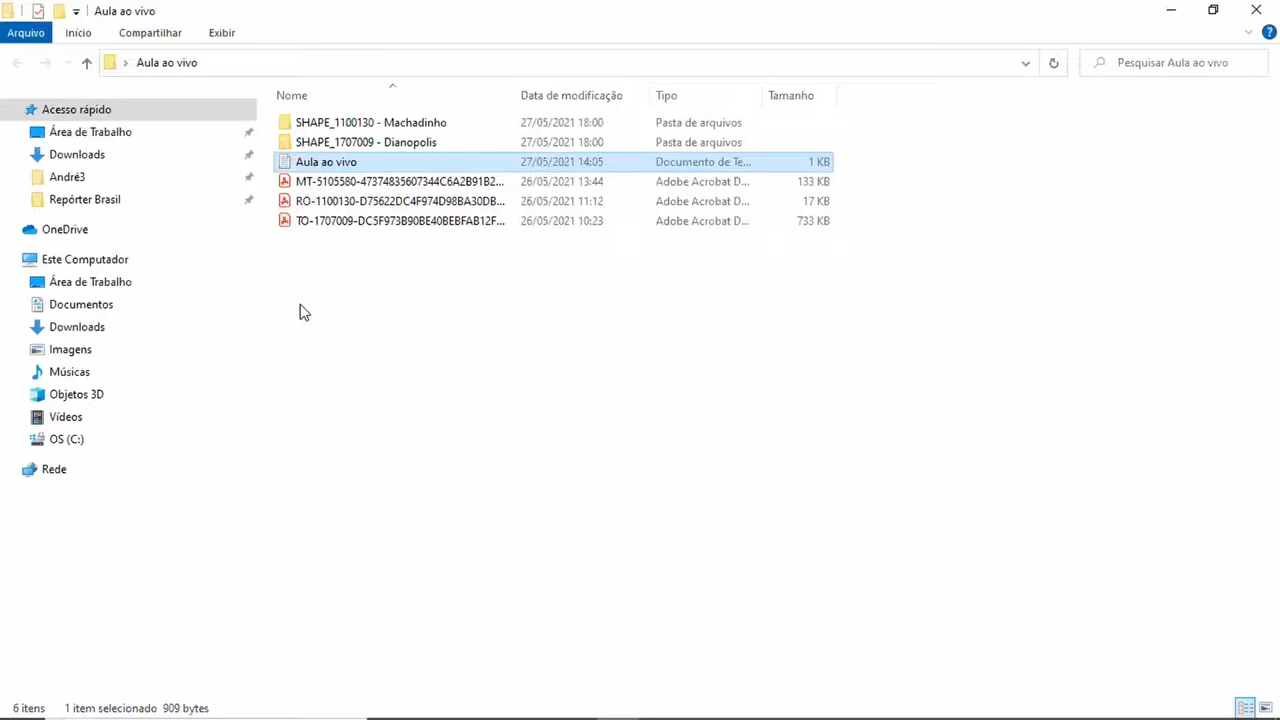 Aula ao vivo
Arquivo Início Compartilhar Exibir
Aula ao vivo Pesquisar Aula ao vivo
Nome Data de modificação Tipo Tamanho
Acesso rápido
Área de Trabalho
Downloads
André3
Repórter Brasil
OneDrive
Este Computador
Área de Trabalho
Documentos
Downloads
Imagens
Músicas
Objetos 3D
Vídeos
OS (C:)
Rede
SHAPE_1100130 - Machadinho 27/05/2021 18:00 Pasta de arquivos
SHAPE_1707009 - Dianopolis 27/05/2021 18:00 Pasta de arquivos
Aula ao vivo 27/05/2021 14:05 Documento de Te... 1 KB
MT-5105580-47374835607344C6A2B91B2... 26/05/2021 13:44 Adobe Acrobat D... 133 KB
RO-1100130-D75622DC4F974D98BA30DB... 26/05/2021 11:12 Adobe Acrobat D... 17 KB
TO-1707009-DC5F973B90BE40BEBFAB12F... 26/05/2021 10:23 Adobe Acrobat D... 733 KB
6 itens 1 item selecionado 909 bytes